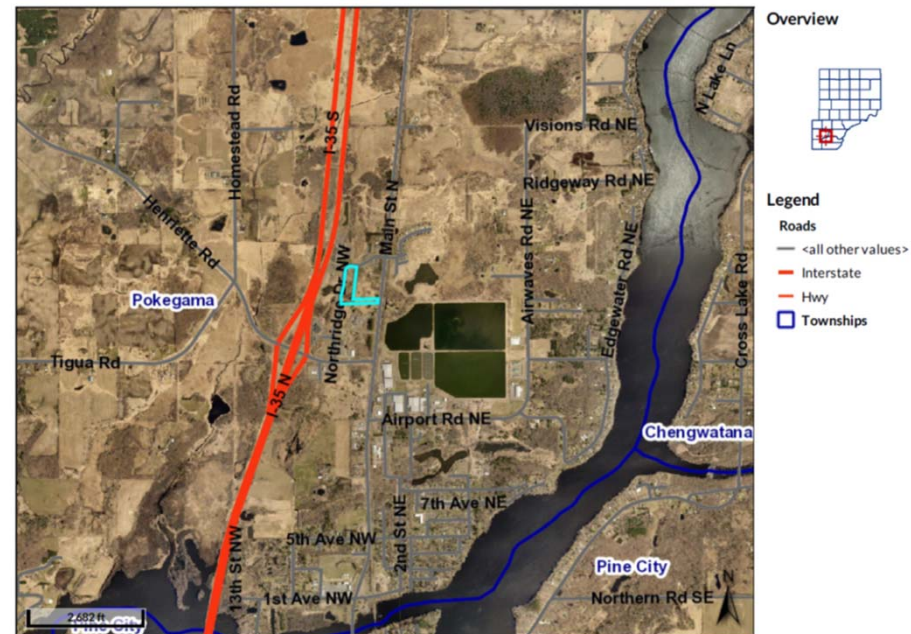 Overview
Legend
Roads
<all other values>
Interstate
Hwy
Townships
N Lake Ln
Homestead Rd
I-35 S
Visions Rd NE
Ridgeway Rd NE
Main St N
Henriette Rd
Airwaves Rd NE
Edgewater Rd NE
Pokegama
Cross Lake Rd
Tigua Rd
I-35 N
Airport Rd NE
Chengwatana
7th Ave NE
2nd St NE
5th Ave NW
13th St NW
Pine City
1st Ave NW
Northern Rd SE
N
2,682 ft
Pine City